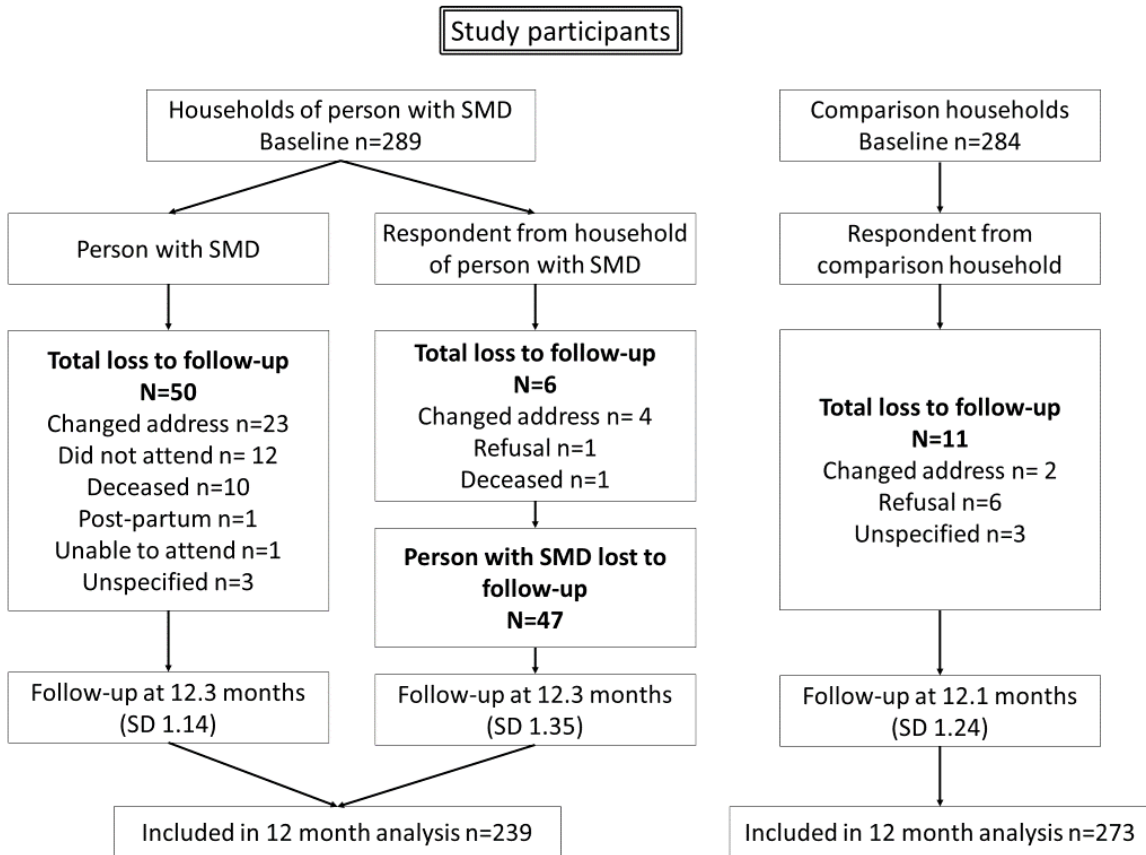 Study participants
Households of person with SMD
Baseline n=289
Comparison households
Baseline n=284
Person with SMD
Respondent from household
of person with SMD
Respondent from
comparison household
Total loss to follow-up
N=50
Changed address n=23
Did not attend n= 12
Deceased n=10
Post-partum n=1
Unable to attend n=1
Unspecified n=3
Total loss to follow-up
N=6
Changed address n= 4
Refusal n=1
Deceased n=1
Person with SMD lost to
follow-up
N=47
Total loss to follow-up
N=11
Changed address n= 2
Refusal n=6
Unspecified n=3
Follow-up at 12.3 months
(SD 1.14)
Follow-up at 12.3 months
(SD 1.35)
Follow-up at 12.1 months
(SD 1.24)
Included in 12 month analysis n=239
Included in 12 month analysis n=273